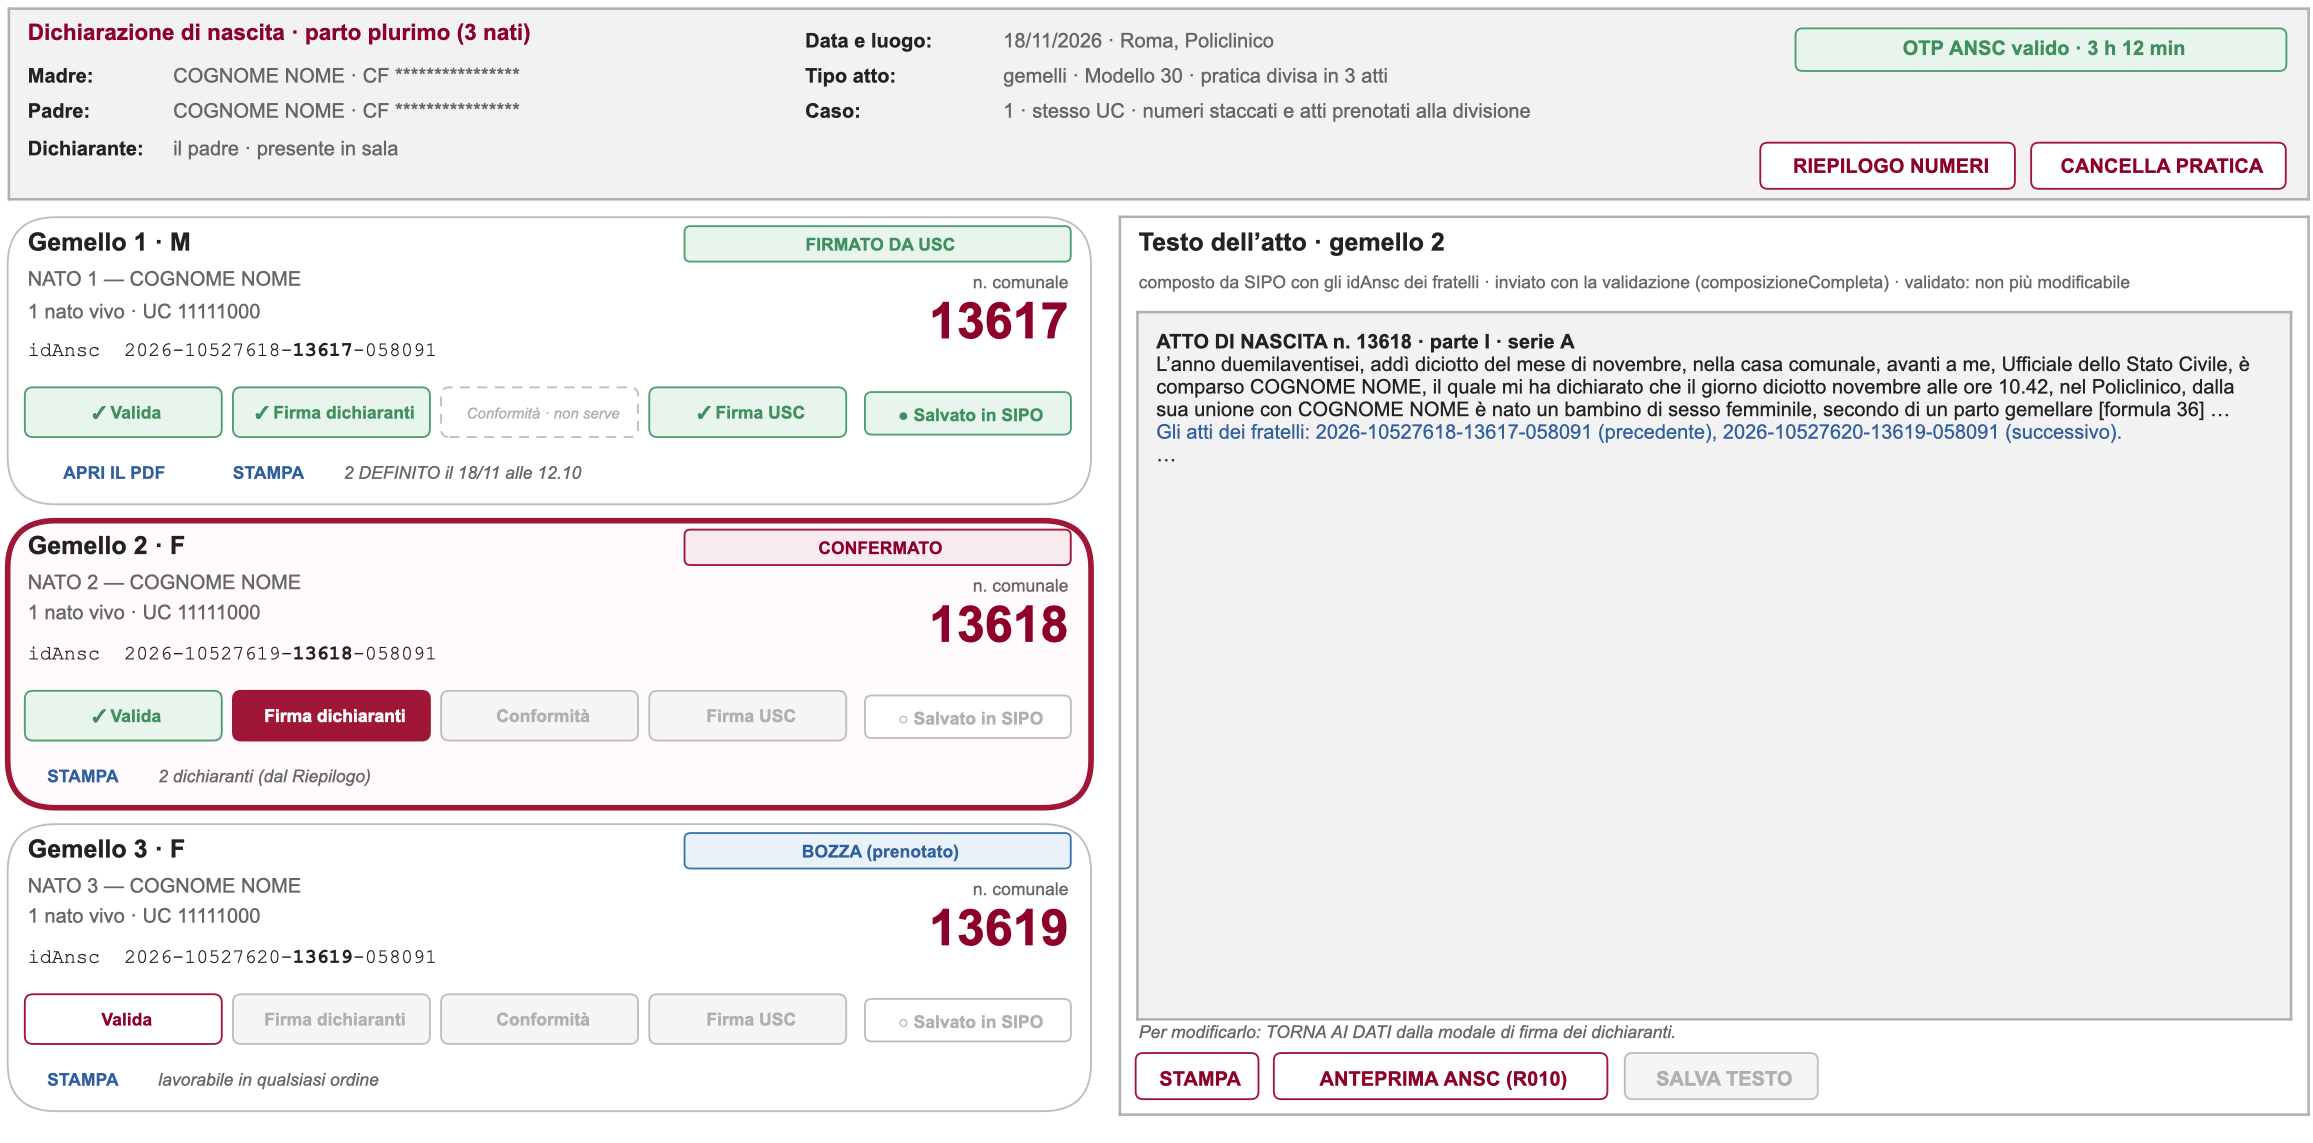 Dichiarazione di nascita · parto plurimo (3 nati)
Madre: COGNOME NOME · CF ****************
Padre: COGNOME NOME · CF ****************
Dichiarante: il padre · presente in sala
Data e luogo: 18/11/2026 · Roma, Policlinico
Tipo atto: gemelli · Modello 30 · pratica divisa in 3 atti
Caso: 1 · stesso UC · numeri staccati e atti prenotati alla divisione
OTP ANSC valido · 3 h 12 min
RIEPILOGO NUMERI
CANCELLA PRATICA
Gemello 1 · M
FIRMATO DA USC
NATO 1 — COGNOME NOME
n. comunale
1 nato vivo · UC 11111000
13617
idAnsc 2026-10527618-13617-058091
✓ Valida
✓ Firma dichiaranti
Conformità · non serve
✓ Firma USC
● Salvato in SIPO
APRI IL PDF
STAMPA
2 DEFINITO il 18/11 alle 12.10
Gemello 2 · F
CONFERMATO
NATO 2 — COGNOME NOME
n. comunale
1 nato vivo · UC 11111000
13618
idAnsc 2026-10527619-13618-058091
✓ Valida
Firma dichiaranti
Conformità
Firma USC
○ Salvato in SIPO
STAMPA
2 dichiaranti (dal Riepilogo)
Gemello 3 · F
BOZZA (prenotato)
NATO 3 — COGNOME NOME
n. comunale
1 nato vivo · UC 11111000
13619
idAnsc 2026-10527620-13619-058091
Valida
Firma dichiaranti
Conformità
Firma USC
○ Salvato in SIPO
STAMPA
lavorabile in qualsiasi ordine
Testo dell’atto · gemello 2
composto da SIPO con gli idAnsc dei fratelli · inviato con la validazione (composizioneCompleta) · validato: non più modificabile
ATTO DI NASCITA n. 13618 · parte I · serie A
L’anno duemilaventisei, addì diciotto del mese di novembre, nella casa comunale, avanti a me, Ufficiale dello Stato Civile, è
comparso COGNOME NOME, il quale mi ha dichiarato che il giorno diciotto novembre alle ore 10.42, nel Policlinico, dalla
sua unione con COGNOME NOME è nato un bambino di sesso femminile, secondo di un parto gemellare [formula 36] …
Gli atti dei fratelli: 2026-10527618-13617-058091 (precedente), 2026-10527620-13619-058091 (successivo).
…
Per modificarlo: TORNA AI DATI dalla modale di firma dei dichiaranti.
STAMPA
ANTEPRIMA ANSC (R010)
SALVA TESTO